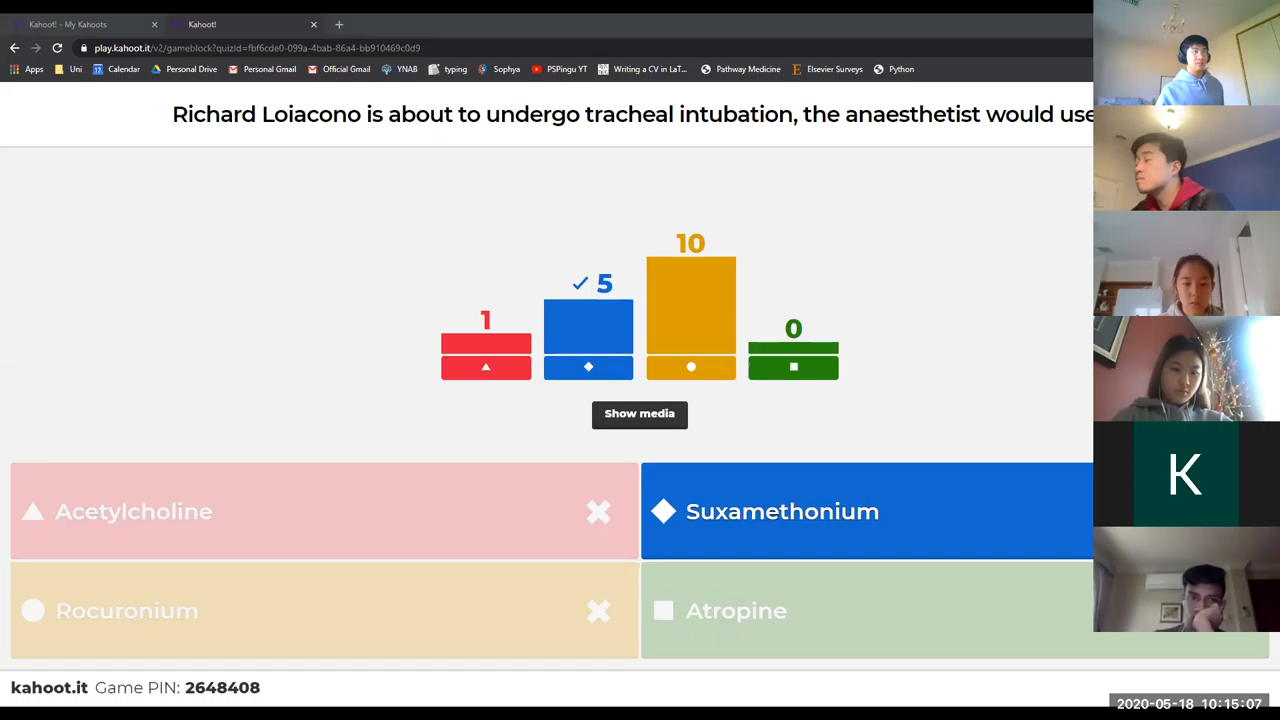 Kahoot! - My Kahoots
Kahoot!
play.kahoot.it/v2/gameblock?quizId=fbf6cde0-099a-4bab-86a4-bb910469c0d9
Apps Uni Calendar Personal Drive Personal Gmail Official Gmail YNAB typing Sophya PSPingu YT Writing a CV in LaT... Pathway Medicine Elsevier Surveys Python
Richard Loiacono is about to undergo tracheal intubation, the anaesthetist would use
1
5
10
0
Show media
Acetylcholine
Suxamethonium
Rocuronium
Atropine
K
kahoot.it Game PIN: 2648408
2020-05-18 10:15:07